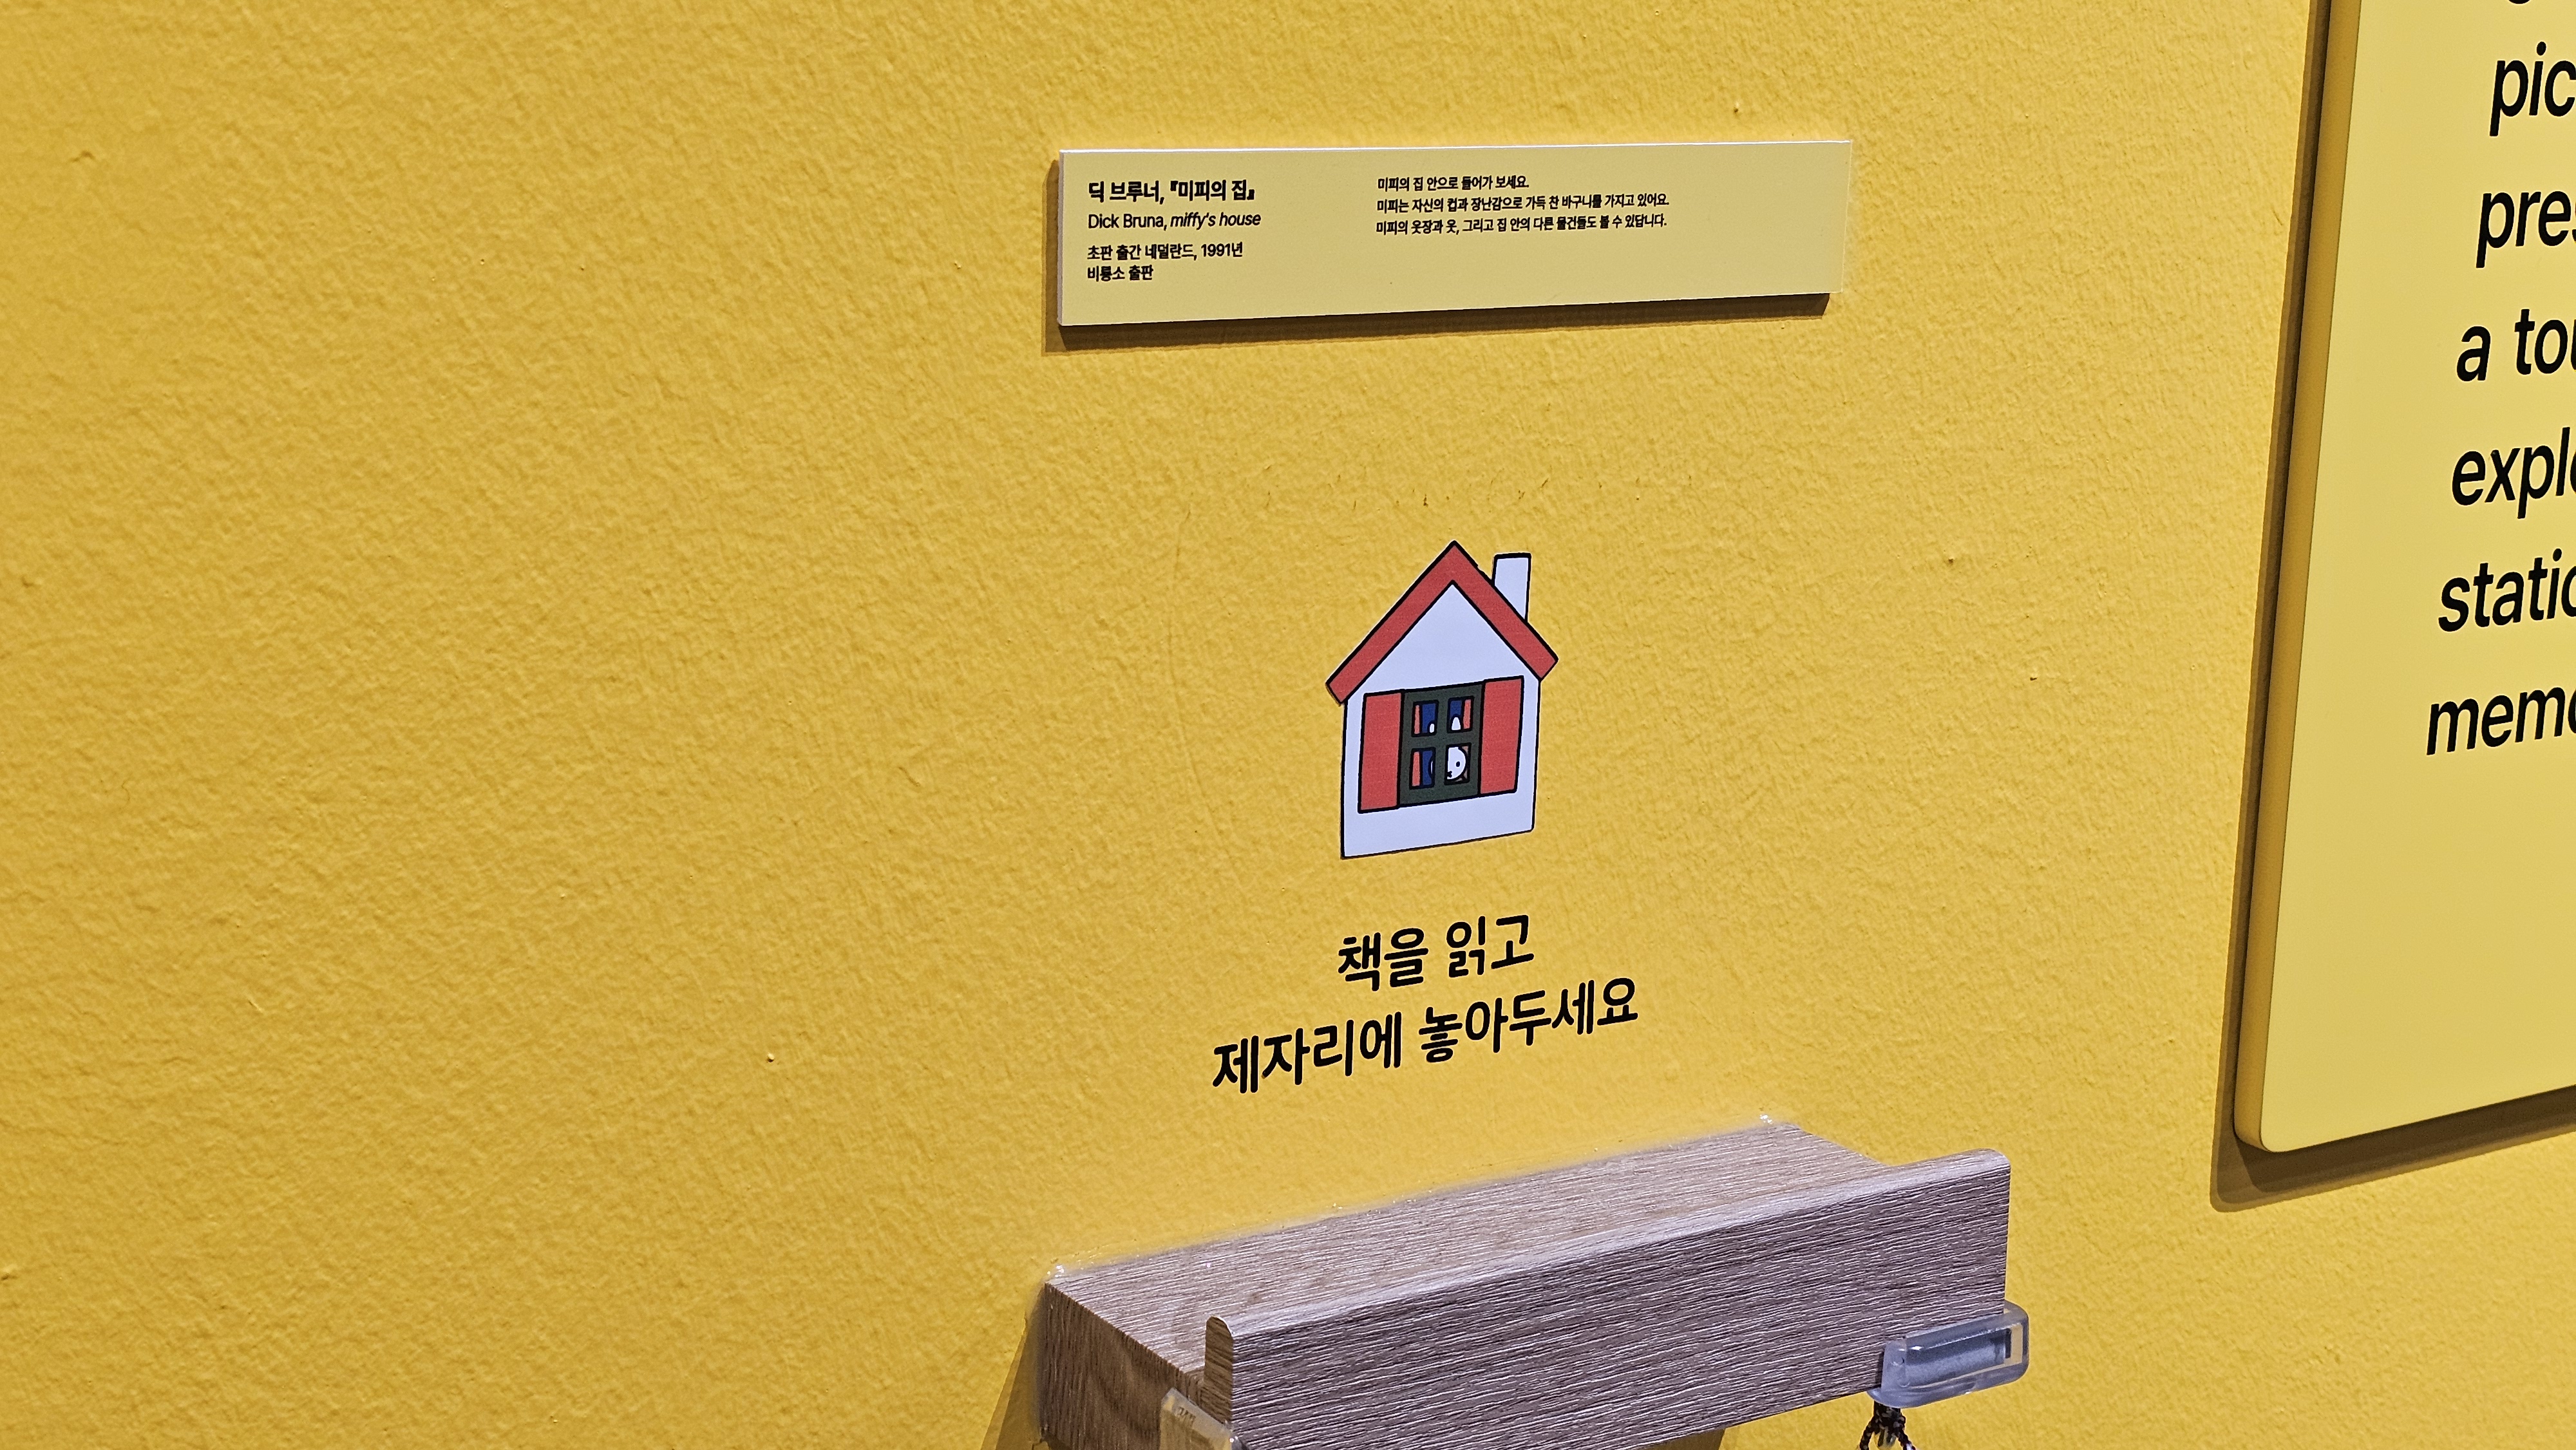 딕 브루너, 『미피의 집』
Dick Bruna, miffy's house
초판 출간 네덜란드, 1991년
비룡소 출판
미피의 집 안으로 들어가 보세요.
미피는 자신의 컵과 장난감으로 가득 찬 바구니를 가지고 있어요.
미피의 옷장과 옷, 그리고 집 안의 다른 물건들도 볼 수 있답니다.
책을 읽고
제자리에 놓아두세요
pic
pres
a tou
explo
static
memo